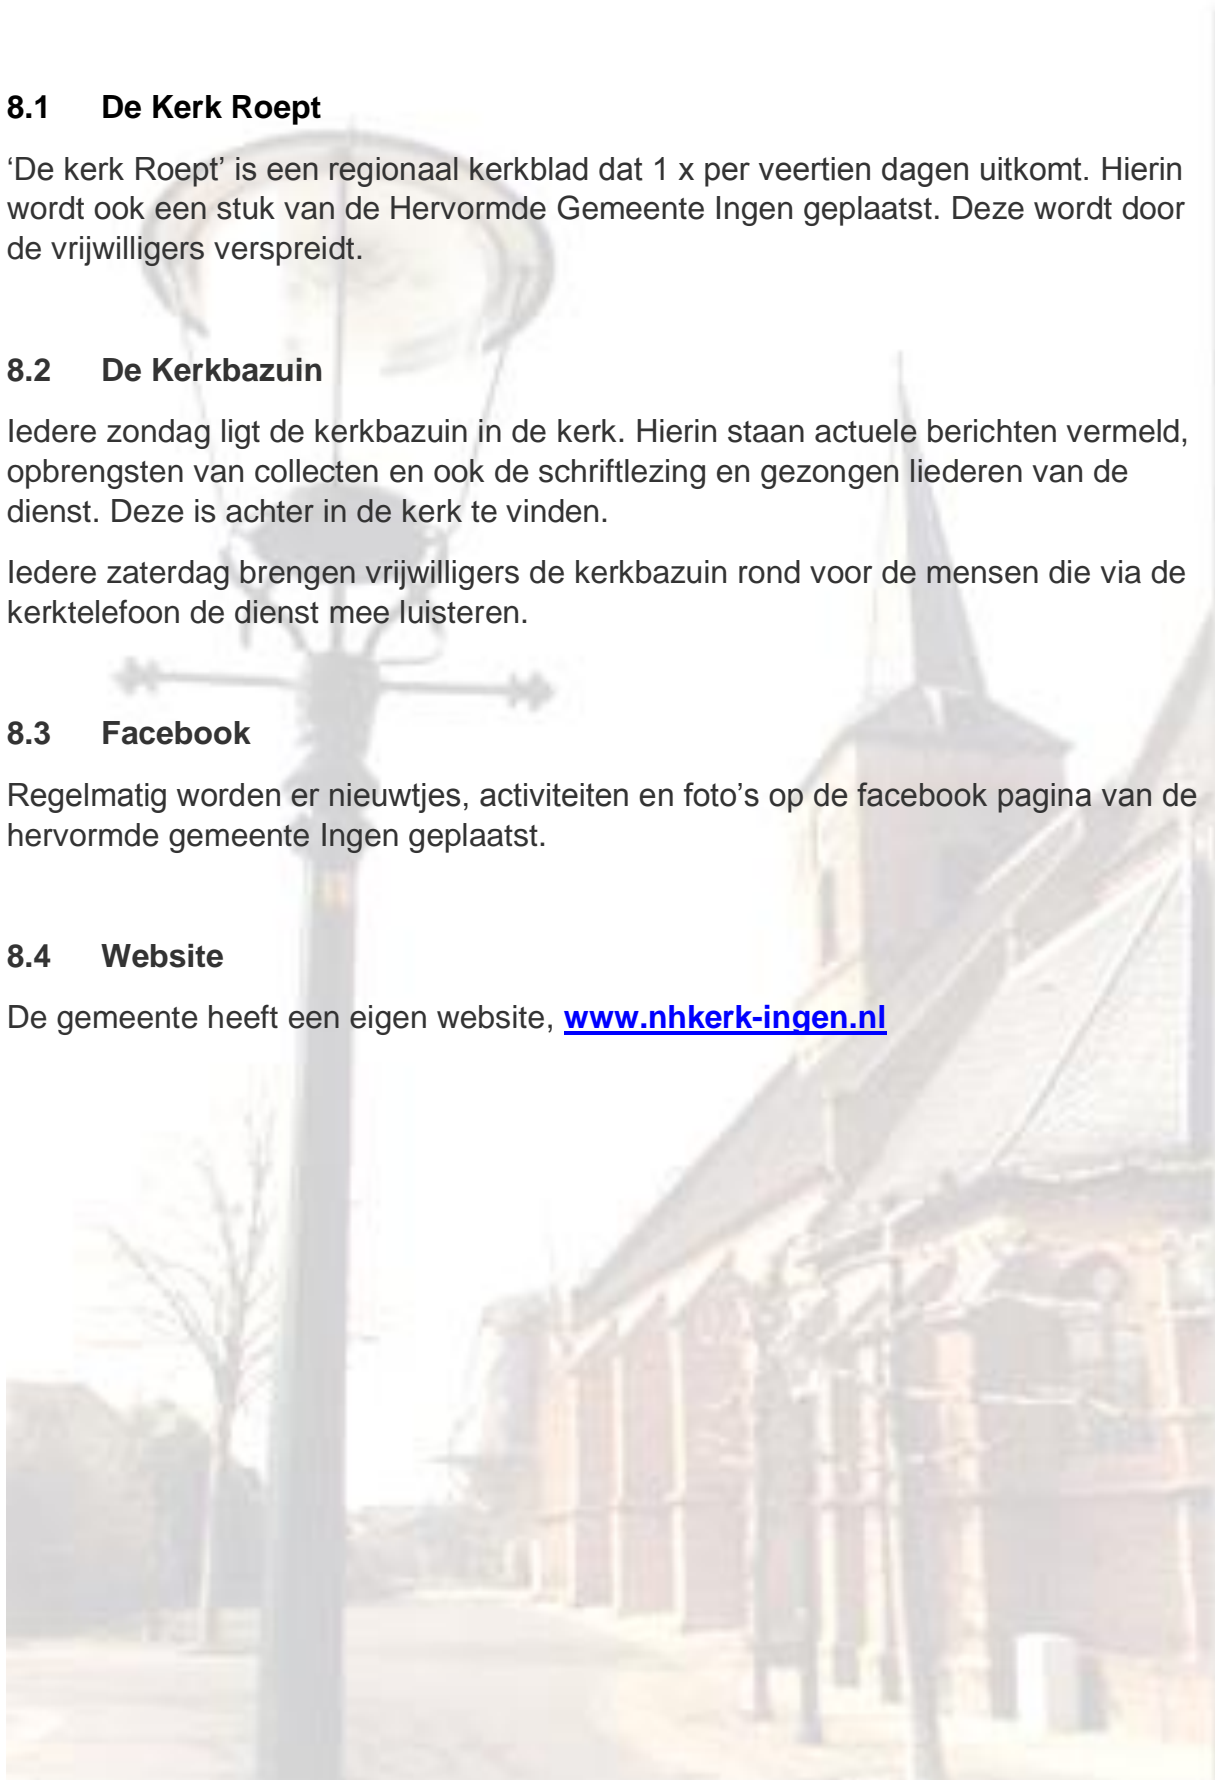 8.1 De Kerk Roept
‘De kerk Roept’ is een regionaal kerkblad dat 1 x per veertien dagen uitkomt. Hierin
wordt ook een stuk van de Hervormde Gemeente Ingen geplaatst. Deze wordt door
de vrijwilligers verspreidt.
8.2 De Kerkbazuin
Iedere zondag ligt de kerkbazuin in de kerk. Hierin staan actuele berichten vermeld,
opbrengsten van collecten en ook de schriftlezing en gezongen liederen van de
dienst. Deze is achter in de kerk te vinden.
Iedere zaterdag brengen vrijwilligers de kerkbazuin rond voor de mensen die via de
kerktelefoon de dienst mee luisteren.
8.3 Facebook
Regelmatig worden er nieuwtjes, activiteiten en foto’s op de facebook pagina van de
hervormde gemeente Ingen geplaatst.
8.4 Website
De gemeente heeft een eigen website, www.nhkerk-ingen.nl